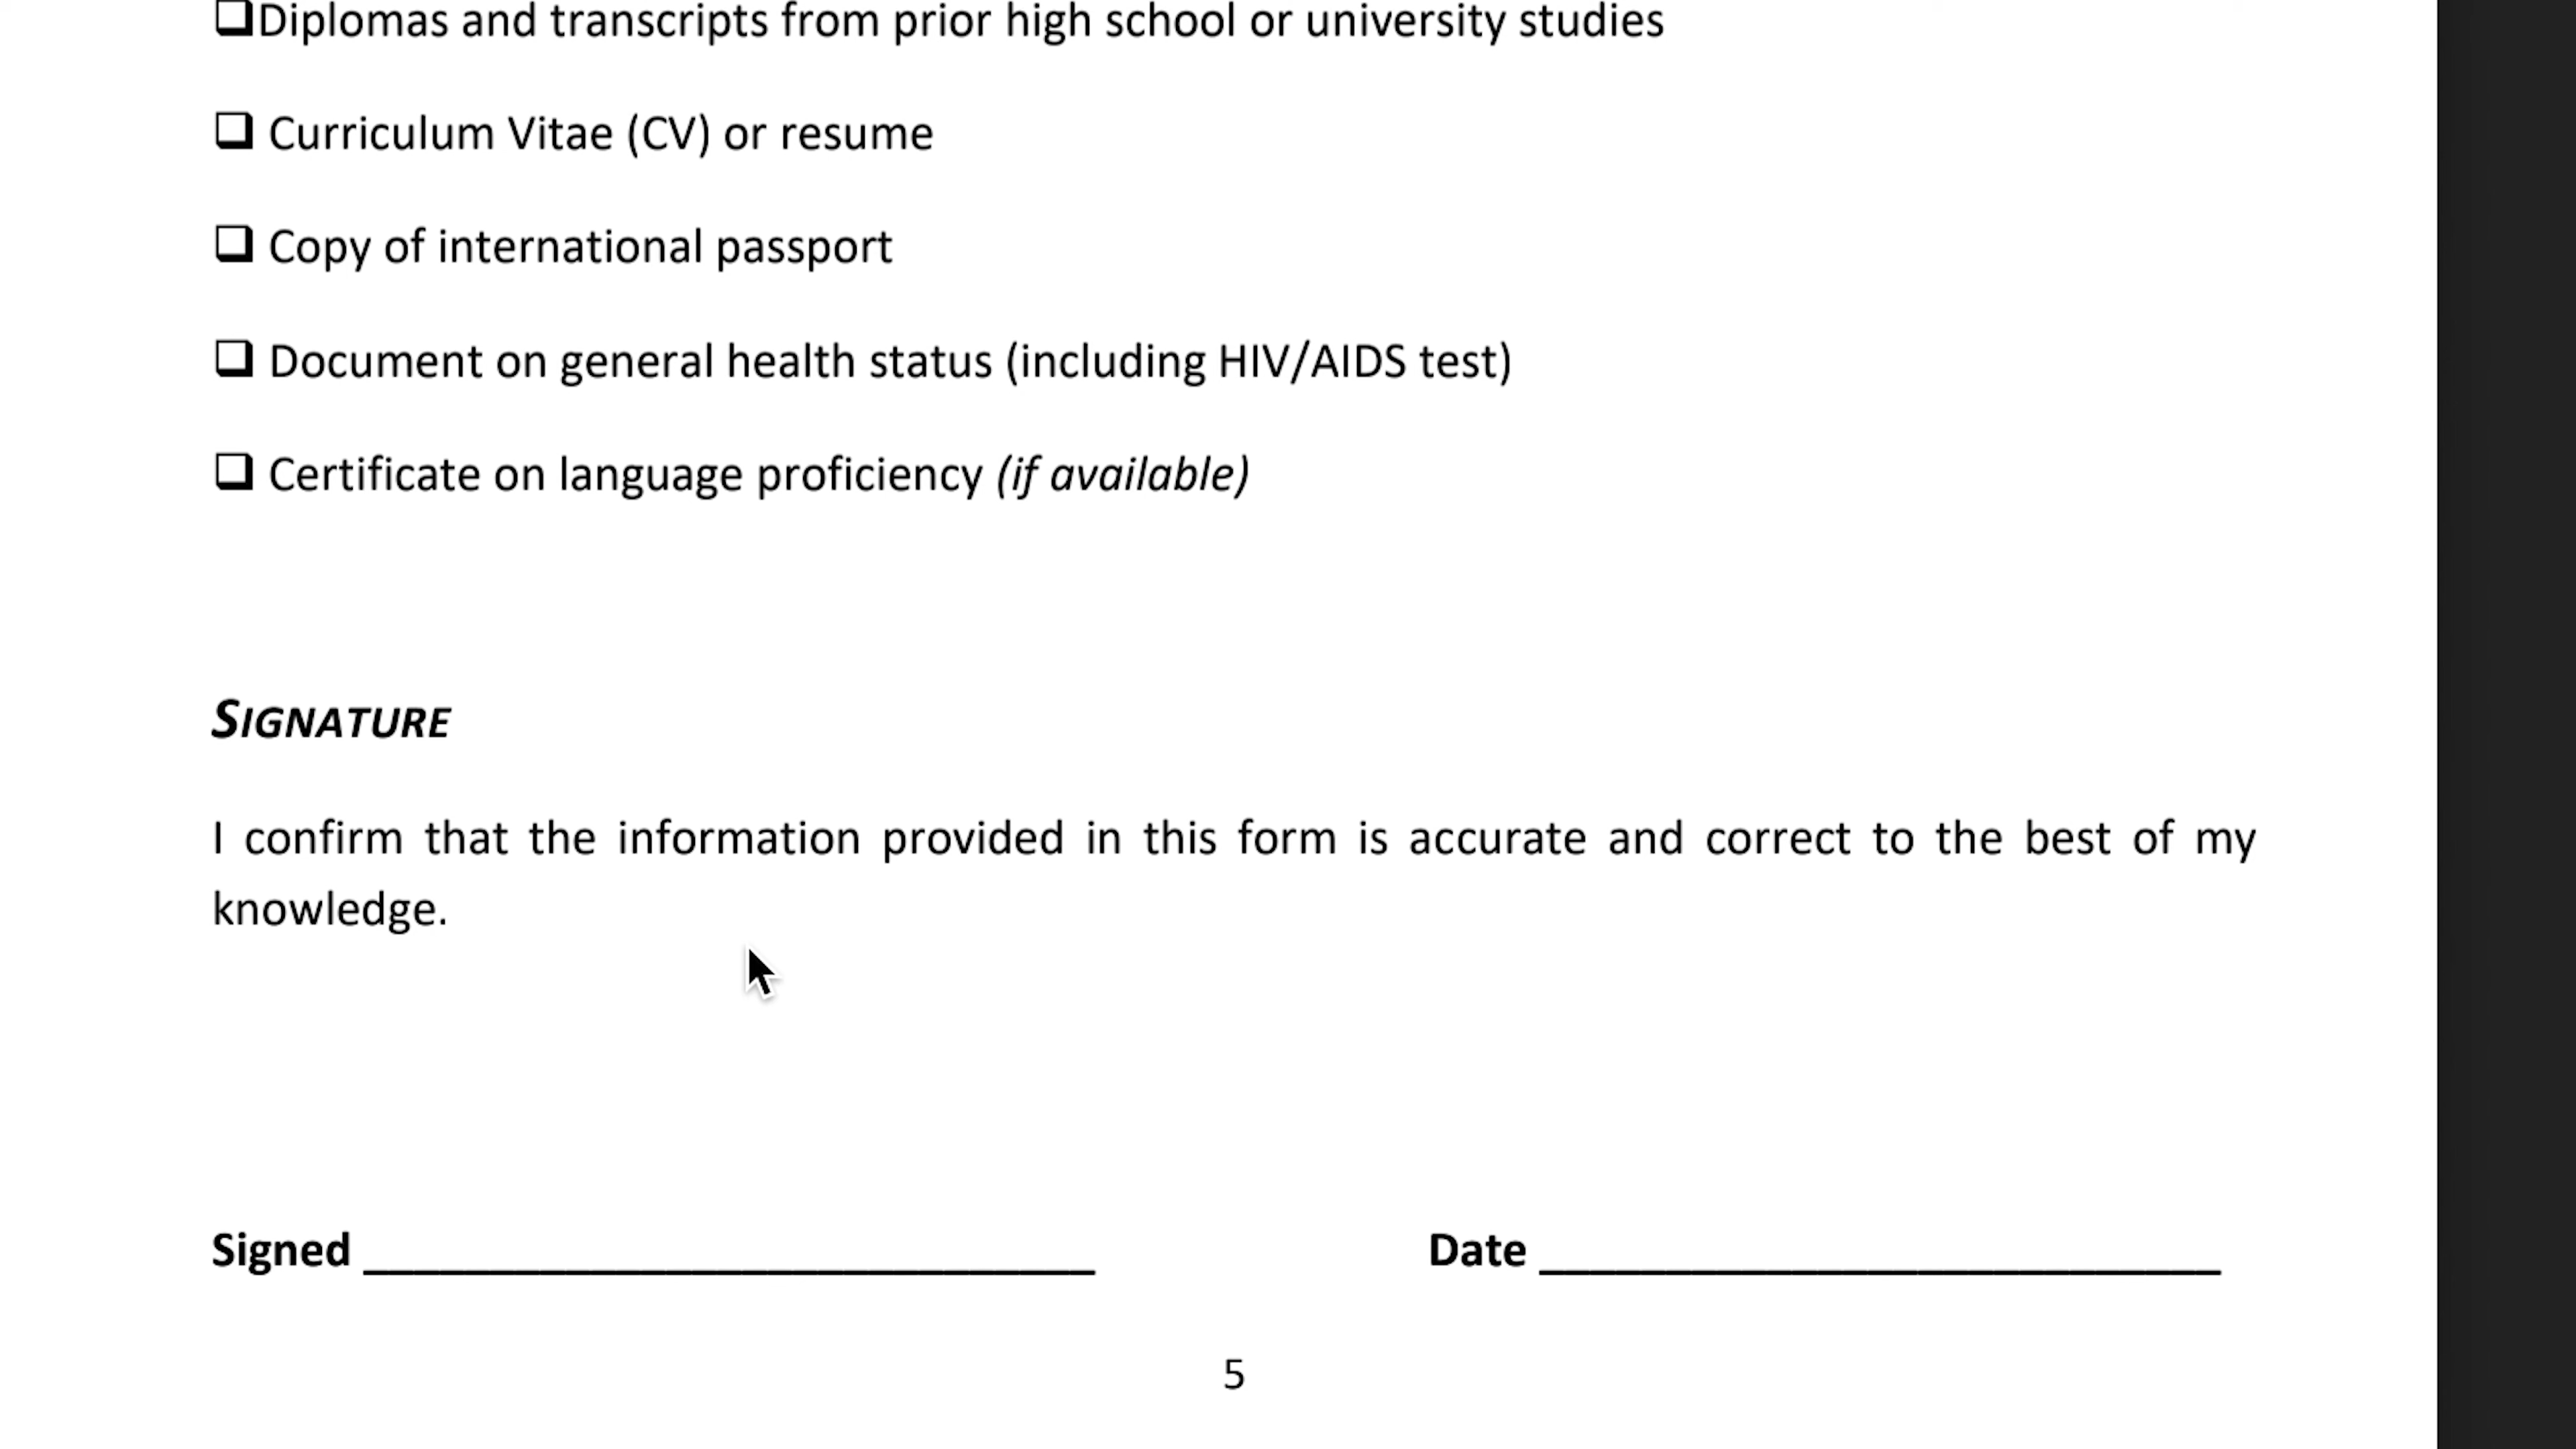 ❑Diplomas and transcripts from prior high school or university studies
❑ Curriculum Vitae (CV) or resume
❑ Copy of international passport
❑ Document on general health status (including HIV/AIDS test)
❑ Certificate on language proficiency (if available)
SIGNATURE
I confirm that the information provided in this form is accurate and correct to the best of my
knowledge.
Signed _____________________________ Date ___________________________
5